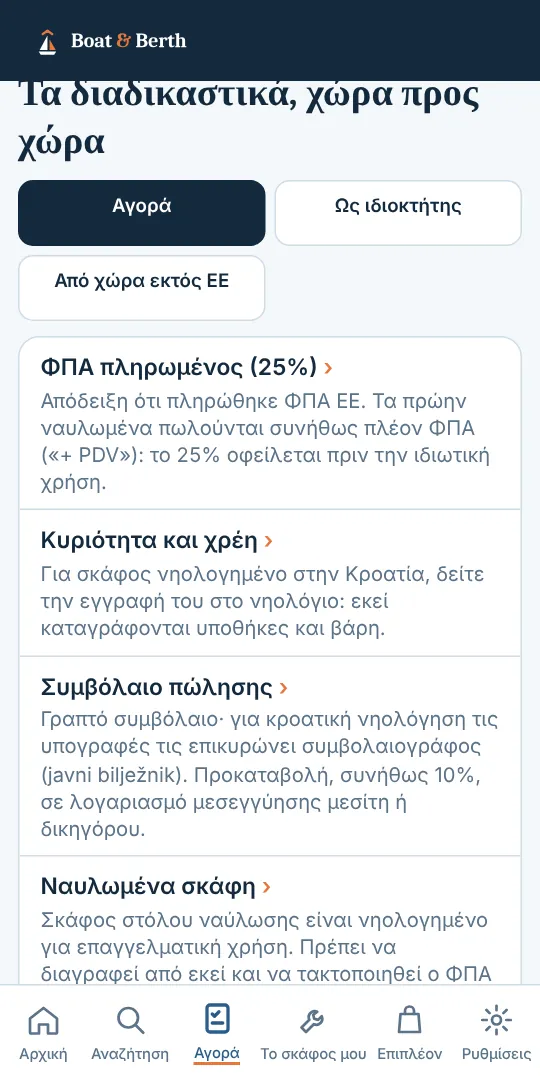 Boat & Berth
Τα διαδικαστικά, χώρα προς
χώρα
Αγορά
Ως ιδιοκτήτης
Από χώρα εκτός ΕΕ
ΦΠΑ πληρωμένος (25%) ›
Απόδειξη ότι πληρώθηκε ΦΠΑ ΕΕ. Τα πρώην
ναυλωμένα πωλούνται συνήθως πλέον ΦΠΑ
(«+ PDV»): το 25% οφείλεται πριν την ιδιωτική
χρήση.
Κυριότητα και χρέη ›
Για σκάφος νηολογημένο στην Κροατία, δείτε
την εγγραφή του στο νηολόγιο: εκεί
καταγράφονται υποθήκες και βάρη.
Συμβόλαιο πώλησης ›
Γραπτό συμβόλαιο· για κροατική νηολόγηση τις
υπογραφές τις επικυρώνει συμβολαιογράφος
(javni bilježnik). Προκαταβολή, συνήθως 10%,
σε λογαριασμό μεσεγγύησης μεσίτη ή
δικηγόρου.
Ναυλωμένα σκάφη ›
Σκάφος στόλου ναύλωσης είναι νηολογημένο
για επαγγελματική χρήση. Πρέπει να
διαγραφεί από εκεί και να τακτοποιηθεί ο ΦΠΑ
Αρχική
Αναζήτηση
Αγορά
Το σκάφος μου
Επιπλέον
Ρυθμίσεις